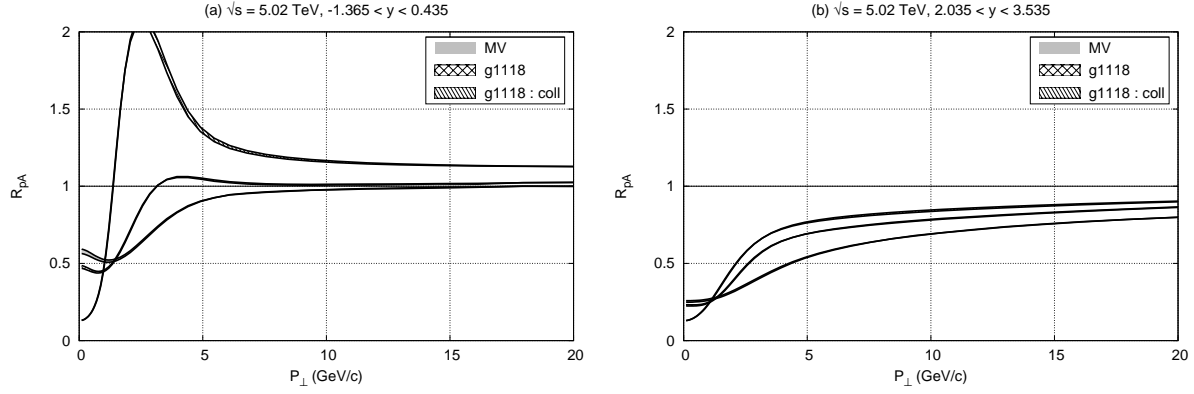 (a) √s = 5.02 TeV, -1.365 < y < 0.435
MV
g1118
g1118 : coll
R_pA
2
1.5
1
0.5
0
0 5 10 15 20
P_⊥ (GeV/c)
(b) √s = 5.02 TeV, 2.035 < y < 3.535
MV
g1118
g1118 : coll
R_pA
2
1.5
1
0.5
0
0 5 10 15 20
P_⊥ (GeV/c)